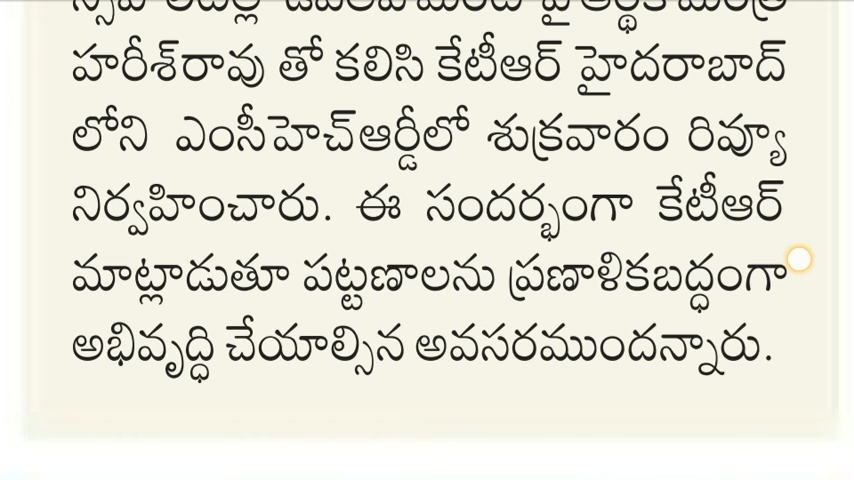 హరీశ్‌రావు తో కలిసి కేటీఆర్ హైదరాబాద్
లోని ఎంసీహెచ్ఆర్డీలో శుక్రవారం రివ్యూ
నిర్వహించారు. ఈ సందర్భంగా కేటీఆర్
మాట్లాడుతూ పట్టణాలను ప్రణాళికబద్ధంగా
అభివృద్ధి చేయాల్సిన అవసరముందన్నారు.